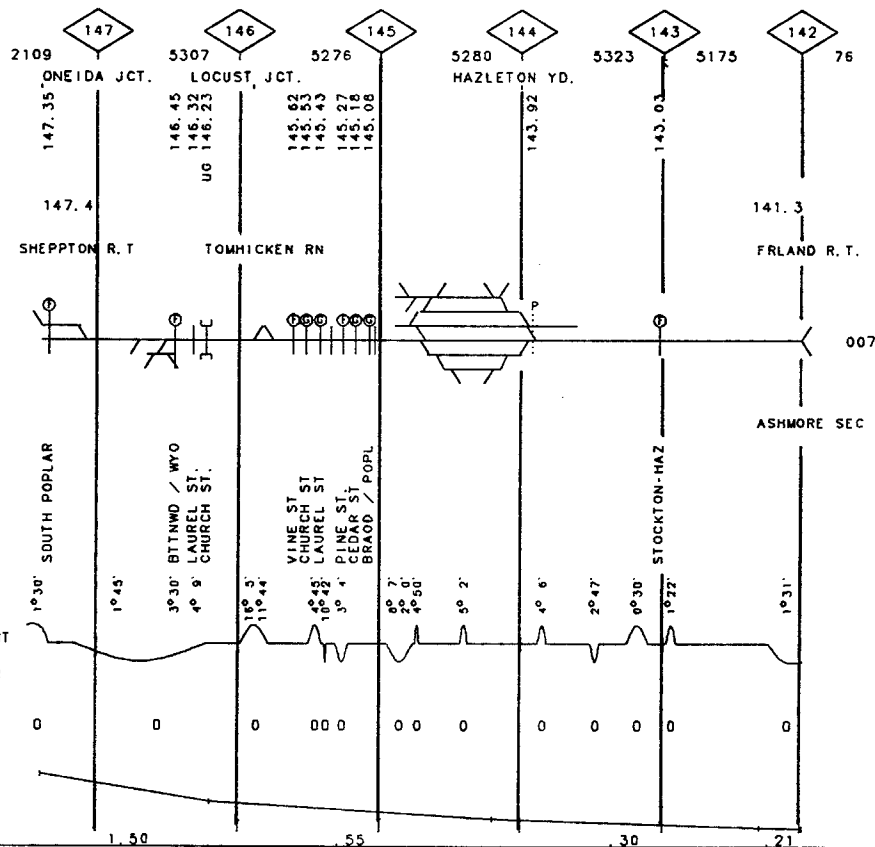 147 146 145 144 143 142
2109 5307 5276 5280 5323 5175 76
ONEIDA JCT. LOCUST JCT. HAZLETON YD.
147.35
146.45
146.32
UG 146.23
145.62
145.53
145.43
145.27
145.18
145.08
143.92
143.03
147.4 141.3
SHEPPTON R.T TOMHICKEN RN FRLAND R.T.
F F F G G F G G P F
007
ASHMORE SEC
SOUTH POPLAR
BTTNWD / WYO
LAUREL ST.
CHURCH ST.
VINE ST
CHURCH ST
LAUREL ST
PINE ST.
CEDAR ST
BRAOD / POPL
STOCKTON-HAZ
1°30'
1°45'
3°30'
4° 9'
16° 5'
11°44'
4°45'
10°42'
3° 4'
8° 7'
2° 0'
4°50'
5° 2'
4° 6'
2°47'
0°30'
1°22'
1°31'
T
0 0 0 0 0 0 0 0 0 0 0 0 0 0
1.50 .55 .30 .21